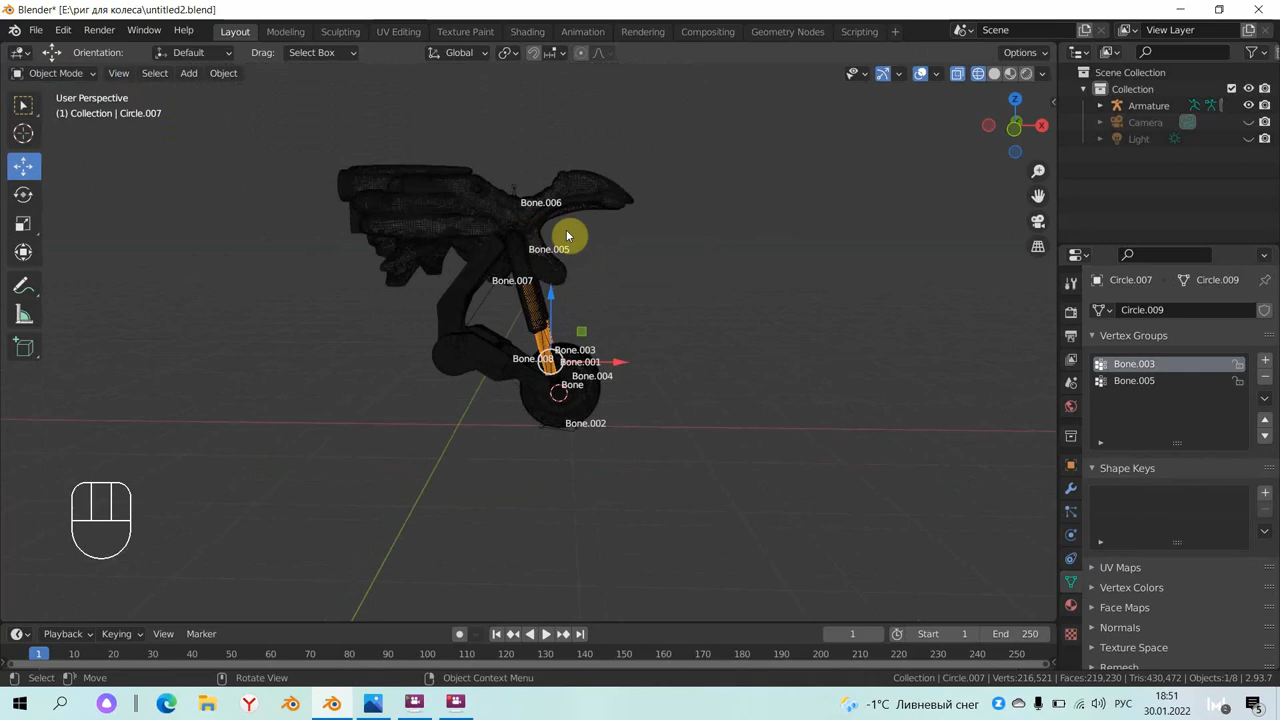 Blender* [E:\риг для колеса\untitled2.blend]
File Edit Render Window Help Layout Modeling Sculpting UV Editing Texture Paint Shading Animation Rendering Compositing Geometry Nodes Scripting + Scene View Layer
Orientation: Default Drag: Select Box Global Options
Object Mode View Select Add Object
User Perspective
(1) Collection | Circle.007
Z
X
Scene Collection
Collection
Armature
Camera
Light
Bone.006
Bone.005
Bone.007
Bone.003
Bone.008
Bone.001
Bone.004
Bone
Bone.002
Circle.007 Circle.009
Circle.009
Vertex Groups
Bone.003
Bone.005
Shape Keys
UV Maps
Vertex Colors
Face Maps
Normals
Texture Space
Remesh
Playback Keying View Marker 1 Start 1 End 250
1 10 20 30 40 50 60 70 80 90 100 110 120 130 140 150 160 170 180 190 200 210 220 230 240 250
Select Move Rotate View Object Context Menu Collection | Circle.007 | Verts:216,521 | Faces:219,230 | Tris:430,472 | Objects:1/8 | 2.93.7
-1°C Ливневый снег РУС 18:51
30.01.2022 5